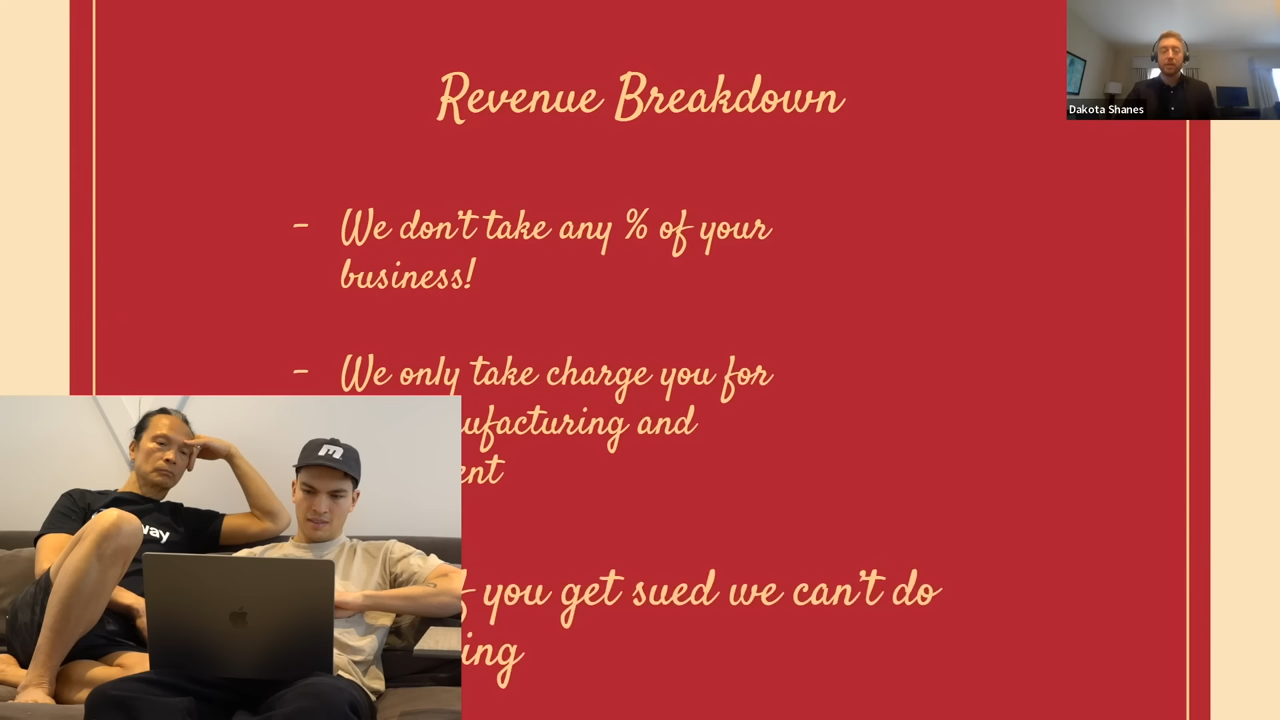 Revenue Breakdown
Dakota Shanes
- We don't take any % of your
business!
- We only take charge you for
ufacturing and
ent
you get sued we can't do
ing
way
m